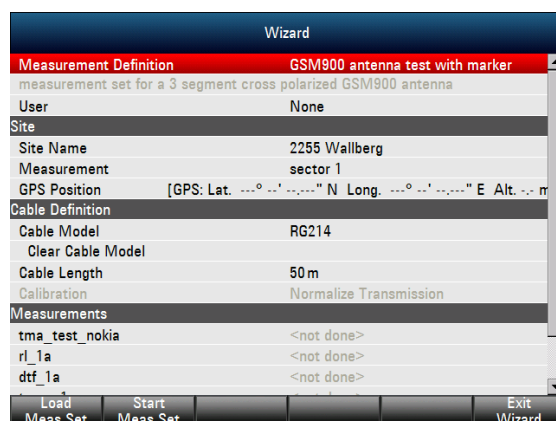 Wizard
Measurement Definition GSM900 antenna test with marker
measurement set for a 3 segment cross polarized GSM900 antenna
User None
Site
Site Name 2255 Wallberg
Measurement sector 1
GPS Position [GPS: Lat. ---° --' --.---" N Long. ---° --' --.---" E Alt. -.- m
Cable Definition
Cable Model RG214
Clear Cable Model
Cable Length 50 m
Calibration Normalize Transmission
Measurements
tma_test_nokia <not done>
rl_1a <not done>
dtf_1a <not done>
Load Start Exit
Meas Set Meas Set Wizard